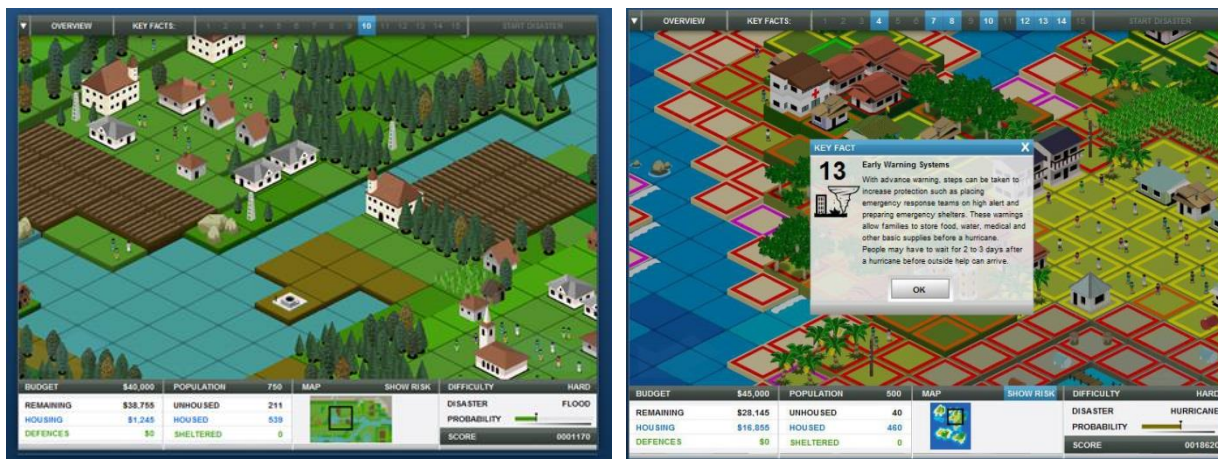 OVERVIEW KEY FACTS: 1 2 3 4 5 6 7 8 9 10 11 12 13 14 15 START DISASTER
BUDGET $40,000 POPULATION 750 MAP SHOW RISK DIFFICULTY HARD
REMAINING $38,755 UNHOUSED 211 DISASTER FLOOD
HOUSING $1,245 HOUSED 539 PROBABILITY
DEFENCES $0 SHELTERED 0 SCORE 0001170
OVERVIEW KEY FACTS: 1 2 3 4 5 6 7 8 9 10 11 12 13 14 15 START DISASTER
KEY FACT X
13 Early Warning Systems
With advance warning, steps can be taken to
increase protection such as placing
emergency response teams on high alert and
preparing emergency shelters. These warnings
allow families to store food, water, medical and
other basic supplies before a hurricane.
People may have to wait for 2 to 3 days after
a hurricane before outside help can arrive.
OK
BUDGET $45,000 POPULATION 500 MAP SHOW RISK DIFFICULTY HARD
REMAINING $28,145 UNHOUSED 40 DISASTER HURRICANE
HOUSING $16,855 HOUSED 460 PROBABILITY
DEFENCES $0 SHELTERED 0 SCORE 0018620